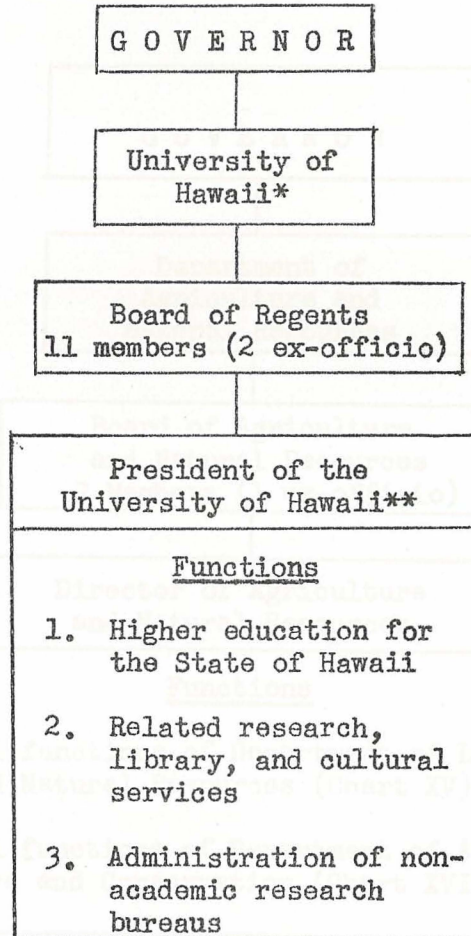 G O V E R N O R
University of
Hawaii*
Board of Regents
11 members (2 ex-officio)
President of the
University of Hawaii**
Functions
1. Higher education for
the State of Hawaii
2. Related research,
library, and cultural
services
3. Administration of non-
academic research
bureaus